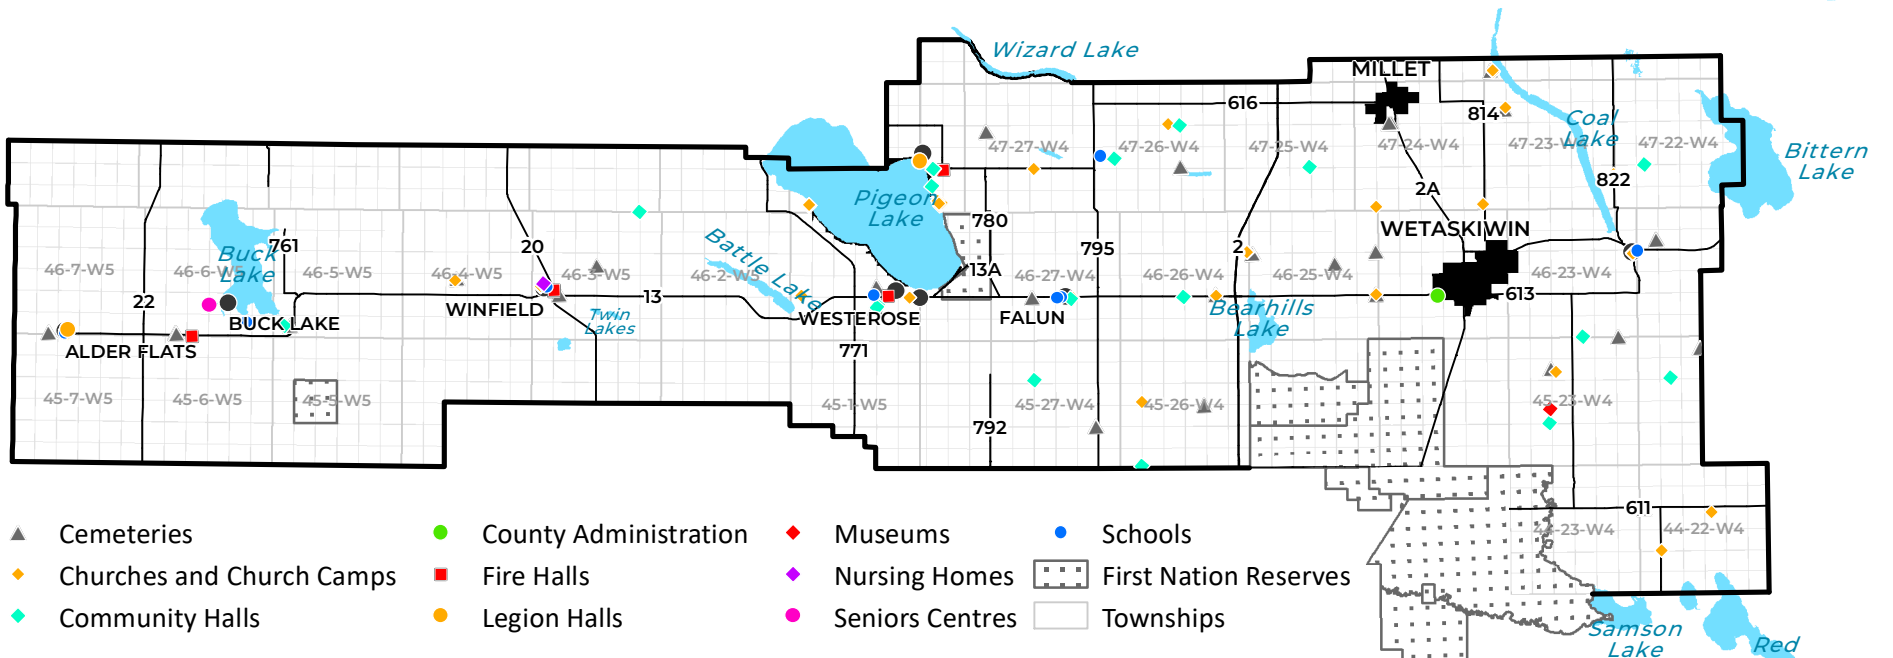 Wizard Lake
MILLET
616
814
Coal
Lake
47-27-W4
47-26-W4
47-25-W4
47-24-W4
47-23-W4
47-22-W4
Bittern
Lake
822
2A
Pigeon
Lake
780
WETASKIWIN
795
2
761
20
Buck
Lake
Battle Lake
13A
46-7-W5
46-6-W5
46-5-W5
46-4-W5
46-3-W5
46-2-W5
46-27-W4
46-26-W4
46-25-W4
46-23-W4
22
13
613
WINFIELD
Twin
Lakes
WESTEROSE
FALUN
Bearhills
Lake
BUCK LAKE
ALDER FLATS
771
45-7-W5
45-6-W5
45-5-W5
45-1-W5
45-27-W4
45-26-W4
45-23-W4
792
611
44-23-W4
44-22-W4
Cemeteries
Churches and Church Camps
Community Halls
County Administration
Fire Halls
Legion Halls
Museums
Nursing Homes
Seniors Centres
Schools
First Nation Reserves
Townships
Samson
Lake
Red